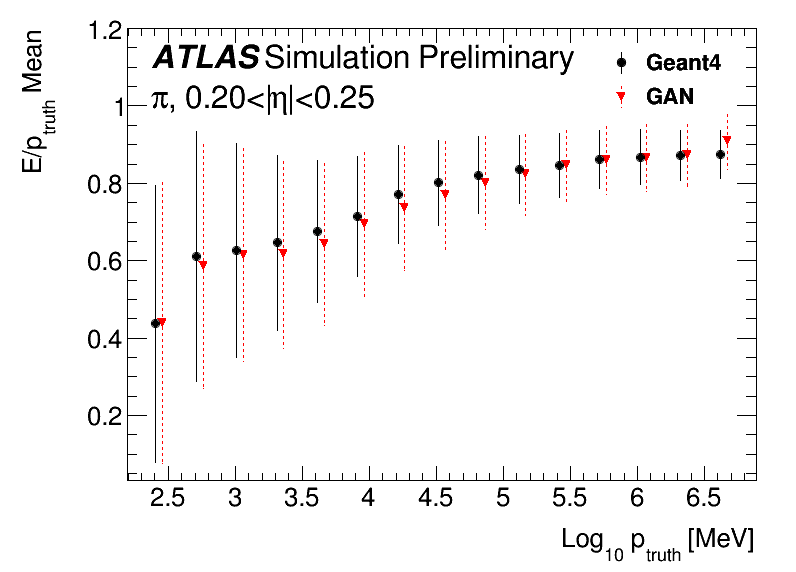 ATLAS Simulation Preliminary
π, 0.20<|η|<0.25
Geant4
GAN
E/p_truth Mean
1.2
1
0.8
0.6
0.4
0.2
2.5 3 3.5 4 4.5 5 5.5 6 6.5
Log10 p_truth [MeV]